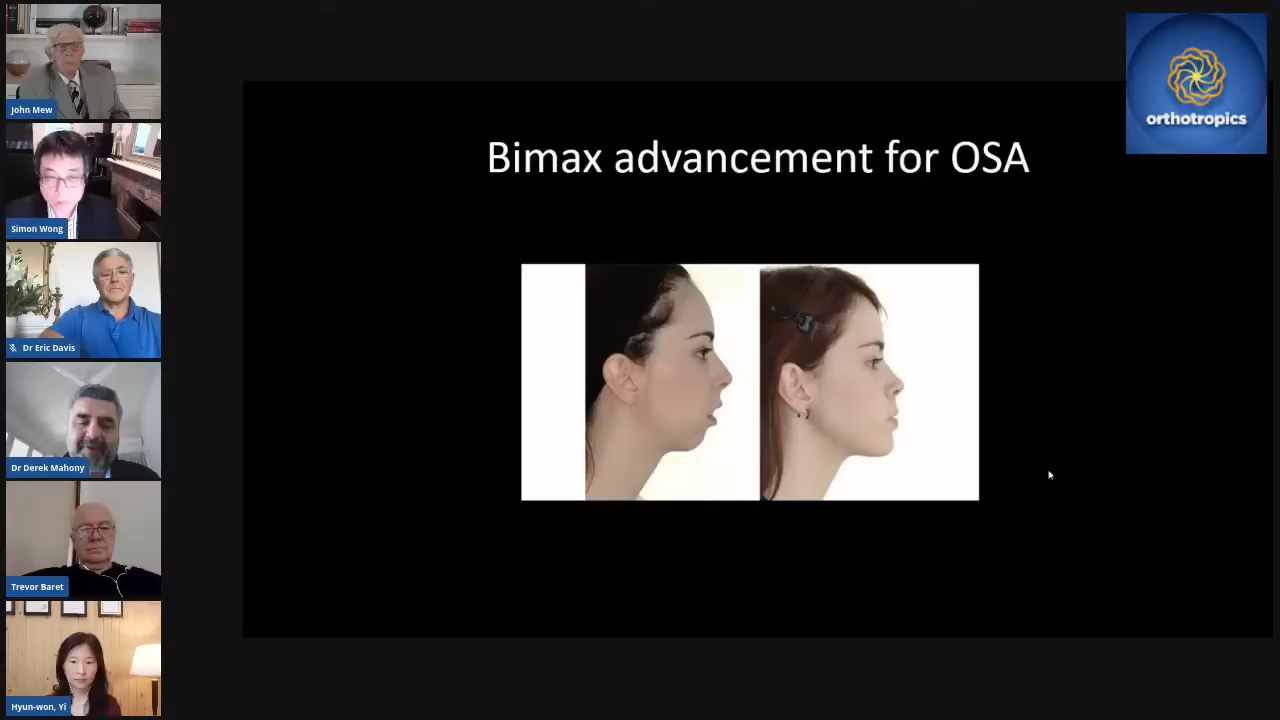 John Mew
Simon Wong
Dr Eric Davis
Dr Derek Mahony
Trevor Baret
Hyun-won, Yi
Bimax advancement for OSA
orthotropics